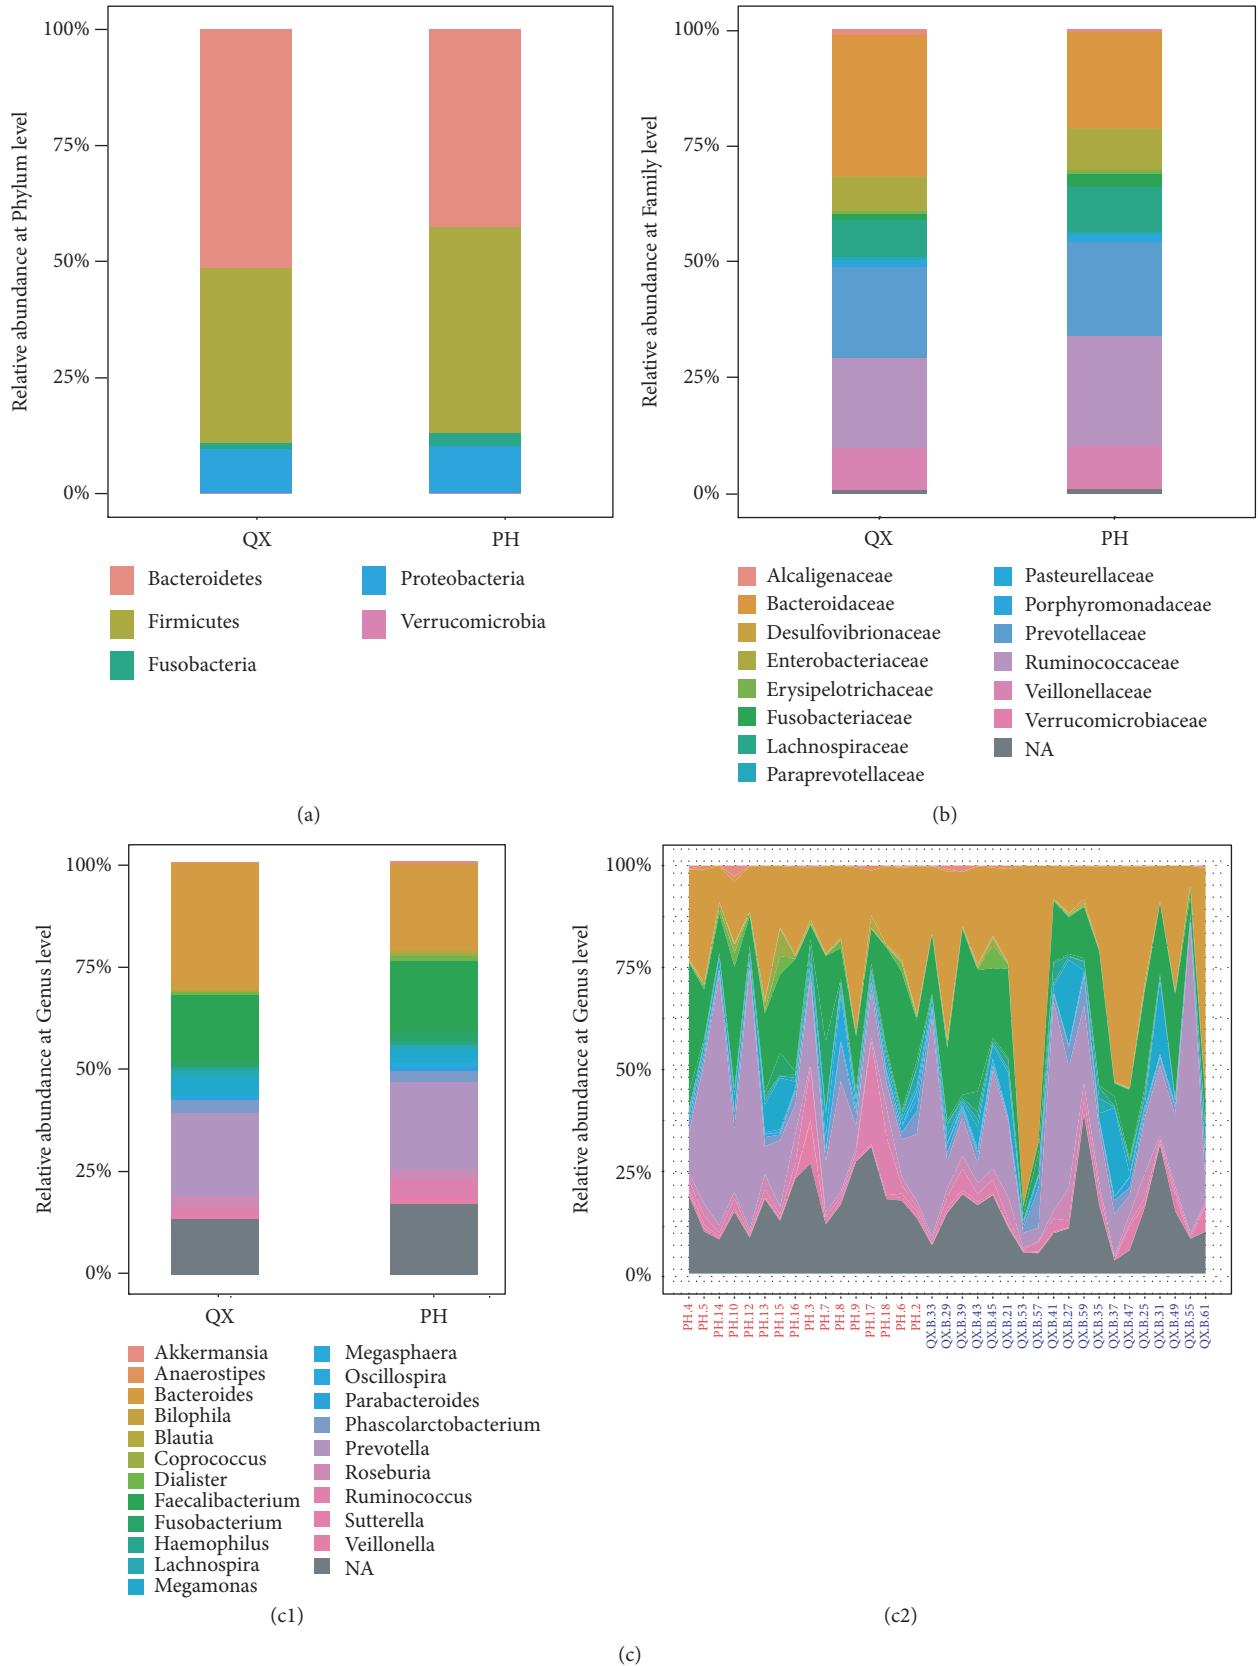 Relative abundance at Phylum level
100%
75%
50%
25%
0%
QX PH
Bacteroidetes
Firmicutes
Fusobacteria
Proteobacteria
Verrucomicrobia
(a)
Relative abundance at Family level
100%
75%
50%
25%
0%
QX PH
Alcaligenaceae
Bacteroidaceae
Desulfovibrionaceae
Enterobacteriaceae
Erysipelotrichaceae
Fusobacteriaceae
Lachnospiraceae
Paraprevotellaceae
Pasteurellaceae
Porphyromonadaceae
Prevotellaceae
Ruminococcaceae
Veillonellaceae
Verrucomicrobiaceae
NA
(b)
Relative abundance at Genus level
100%
75%
50%
25%
0%
QX PH
Akkermansia
Anaerostipes
Bacteroides
Bilophila
Blautia
Coprococcus
Dialister
Faecalibacterium
Fusobacterium
Haemophilus
Lachnospira
Megamonas
Megasphaera
Oscillospira
Parabacteroides
Phascolarctobacterium
Prevotella
Roseburia
Ruminococcus
Sutterella
Veillonella
NA
(c1)
Relative abundance at Genus level
100%
75%
50%
25%
0%
PH.4
PH.5
PH.14
PH.10
PH.12
PH.13
PH.15
PH.16
PH.3
PH.7
PH.8
PH.9
PH.17
PH.18
PH.6
PH.2
QX.B.33
QX.B.29
QX.B.39
QX.B.43
QX.B.45
QX.B.21
QX.B.53
QX.B.57
QX.B.41
QX.B.27
QX.B.59
QX.B.35
QX.B.37
QX.B.47
QX.B.25
QX.B.31
QX.B.49
QX.B.55
QX.B.61
(c2)
(c)